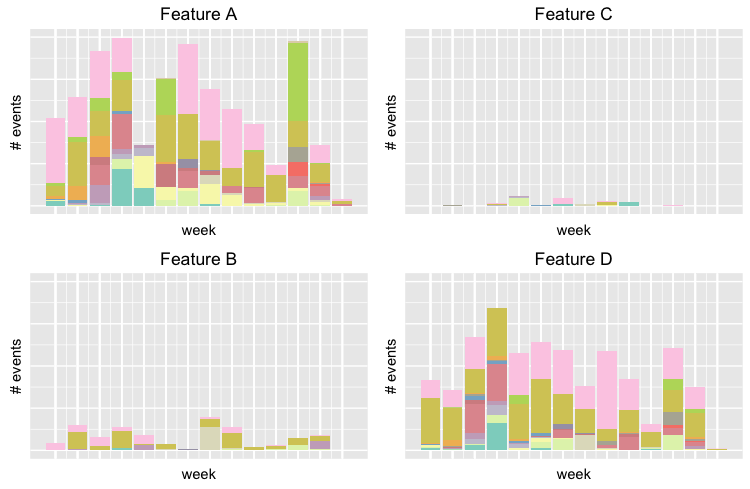 Feature A
# events
week
Feature C
# events
week
Feature B
# events
week
Feature D
# events
week